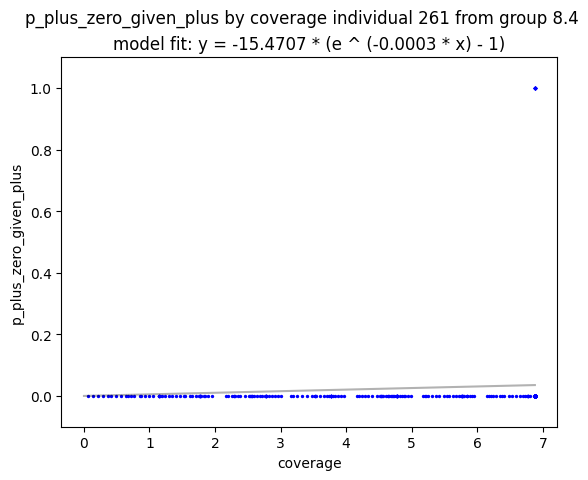 p_plus_zero_given_plus by coverage individual 261 from group 8.4
model fit: y = -15.4707 * (e ^ (-0.0003 * x) - 1)
p_plus_zero_given_plus
1.0
0.8
0.6
0.4
0.2
0.0
0 1 2 3 4 5 6 7
coverage